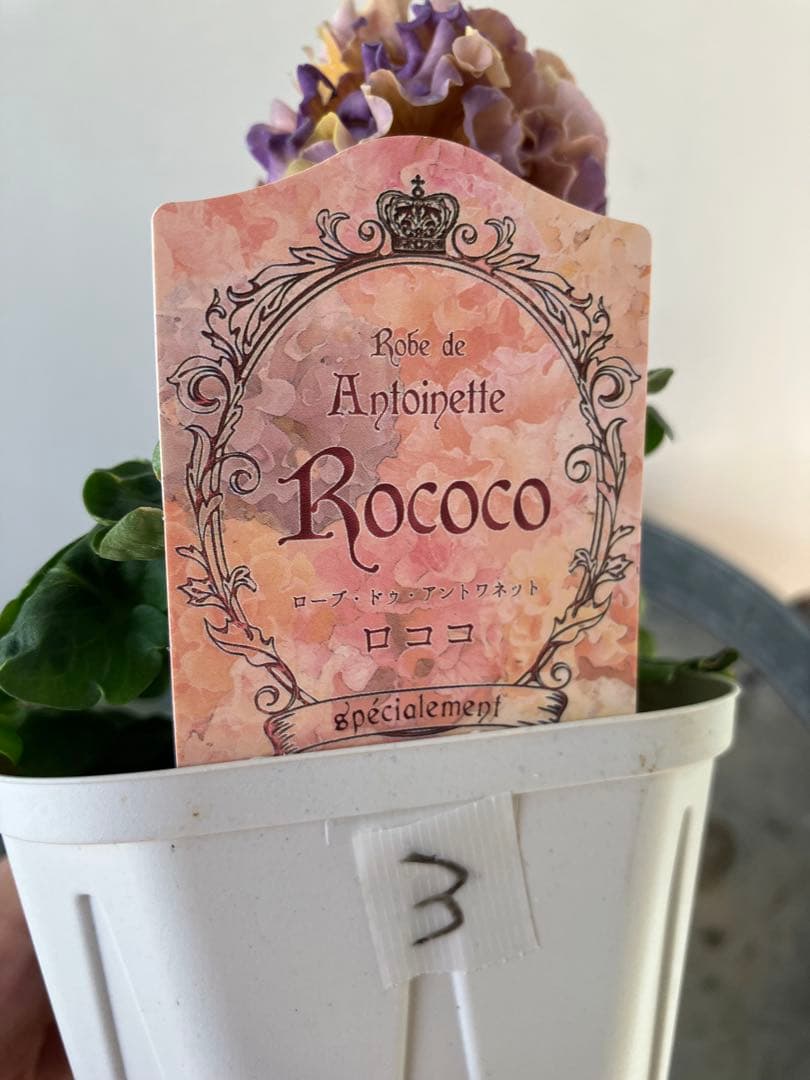 Robe de
Antoinette
Rococo
ローブ・ドゥ・アントワネット
ロココ
spécialement
3